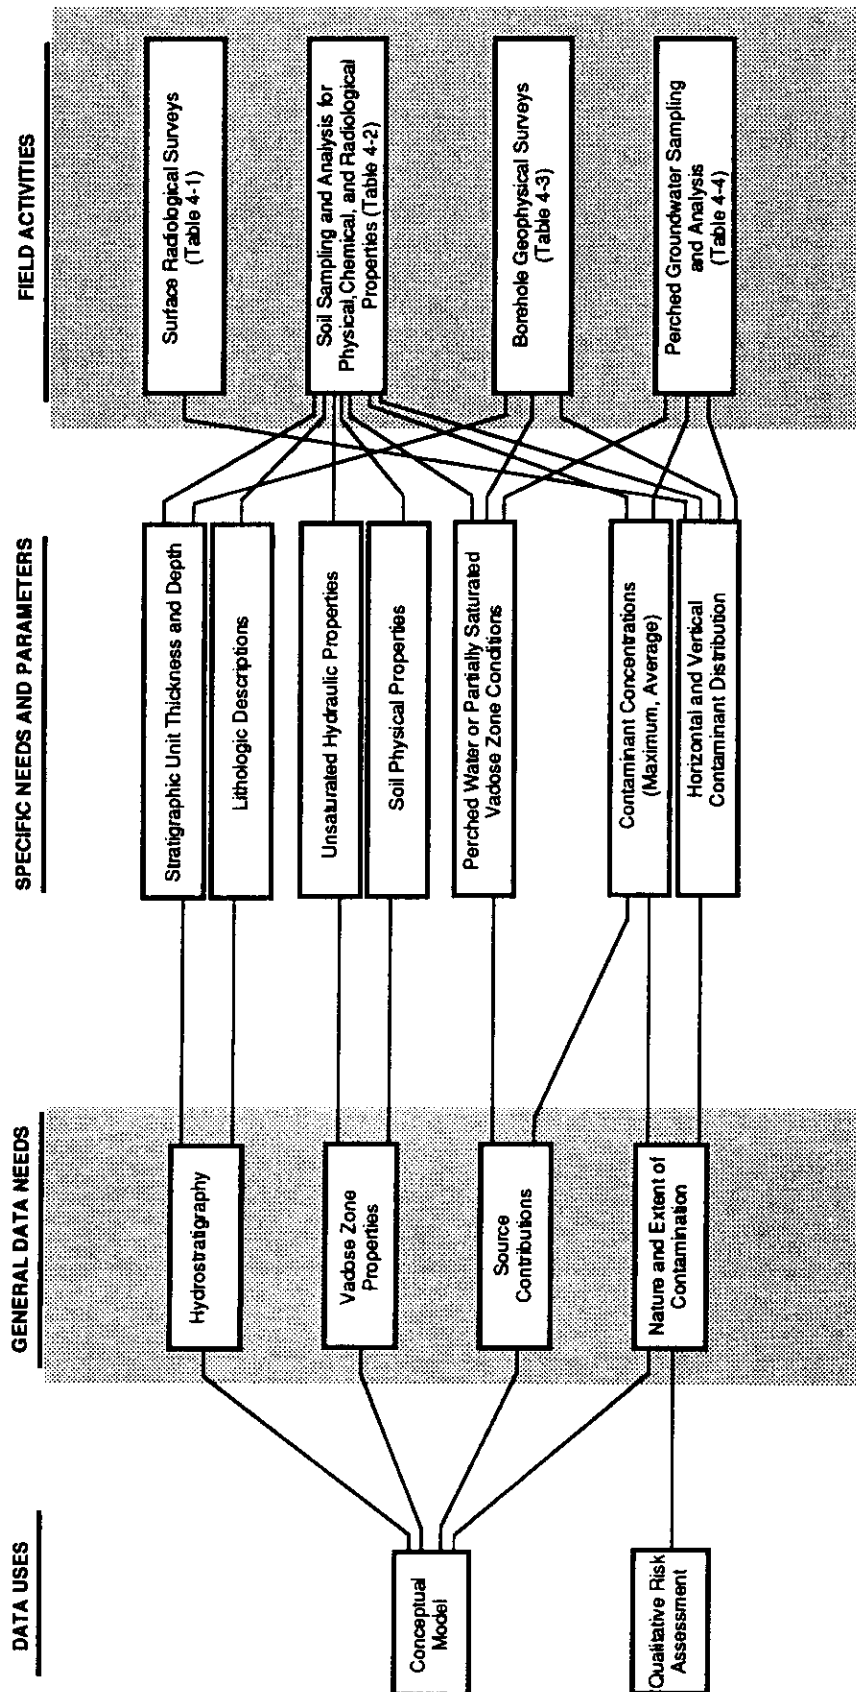 DATA USES
GENERAL DATA NEEDS
SPECIFIC NEEDS AND PARAMETERS
FIELD ACTIVITIES
Conceptual
Model
Qualitative Risk
Assessment
Hydrostratigraphy
Vadose Zone
Properties
Source
Contributions
Nature and Extent of
Contamination
Stratigraphic Unit Thickness and Depth
Lithologic Descriptions
Unsaturated Hydraulic Properties
Soil Physical Properties
Perched Water or Partially Saturated
Vadose Zone Conditions
Contaminant Concentrations
(Maximum, Average)
Horizontal and Vertical
Contaminant Distribution
Surface Radiological Surveys
(Table 4-1)
Soil Sampling and Analysis for
Physical, Chemical, and Radiological
Properties (Table 4-2)
Borehole Geophysical Surveys
(Table 4-3)
Perched Groundwater Sampling
and Analysis
(Table 4-4)